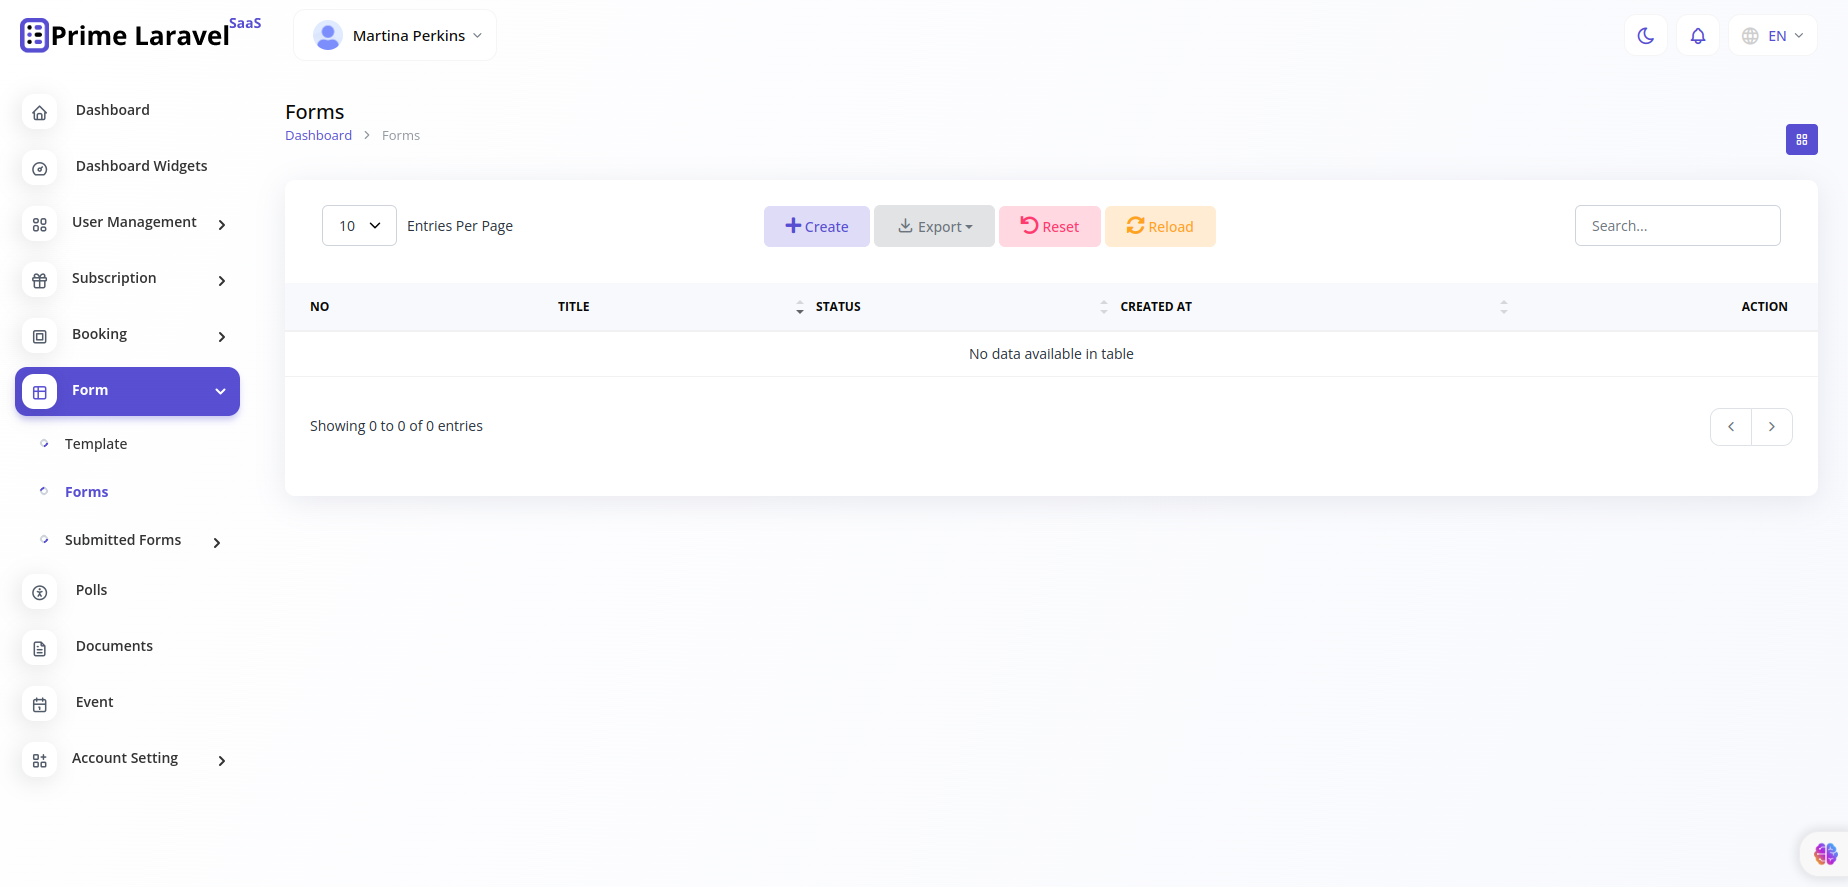 Prime Laravel SaaS
Martina Perkins
EN
Dashboard
Dashboard Widgets
User Management
Subscription
Booking
Form
Template
Forms
Submitted Forms
Polls
Documents
Event
Account Setting
Forms
Dashboard > Forms
10 Entries Per Page
Create Export Reset Reload
Search...
NO TITLE STATUS CREATED AT ACTION
No data available in table
Showing 0 to 0 of 0 entries